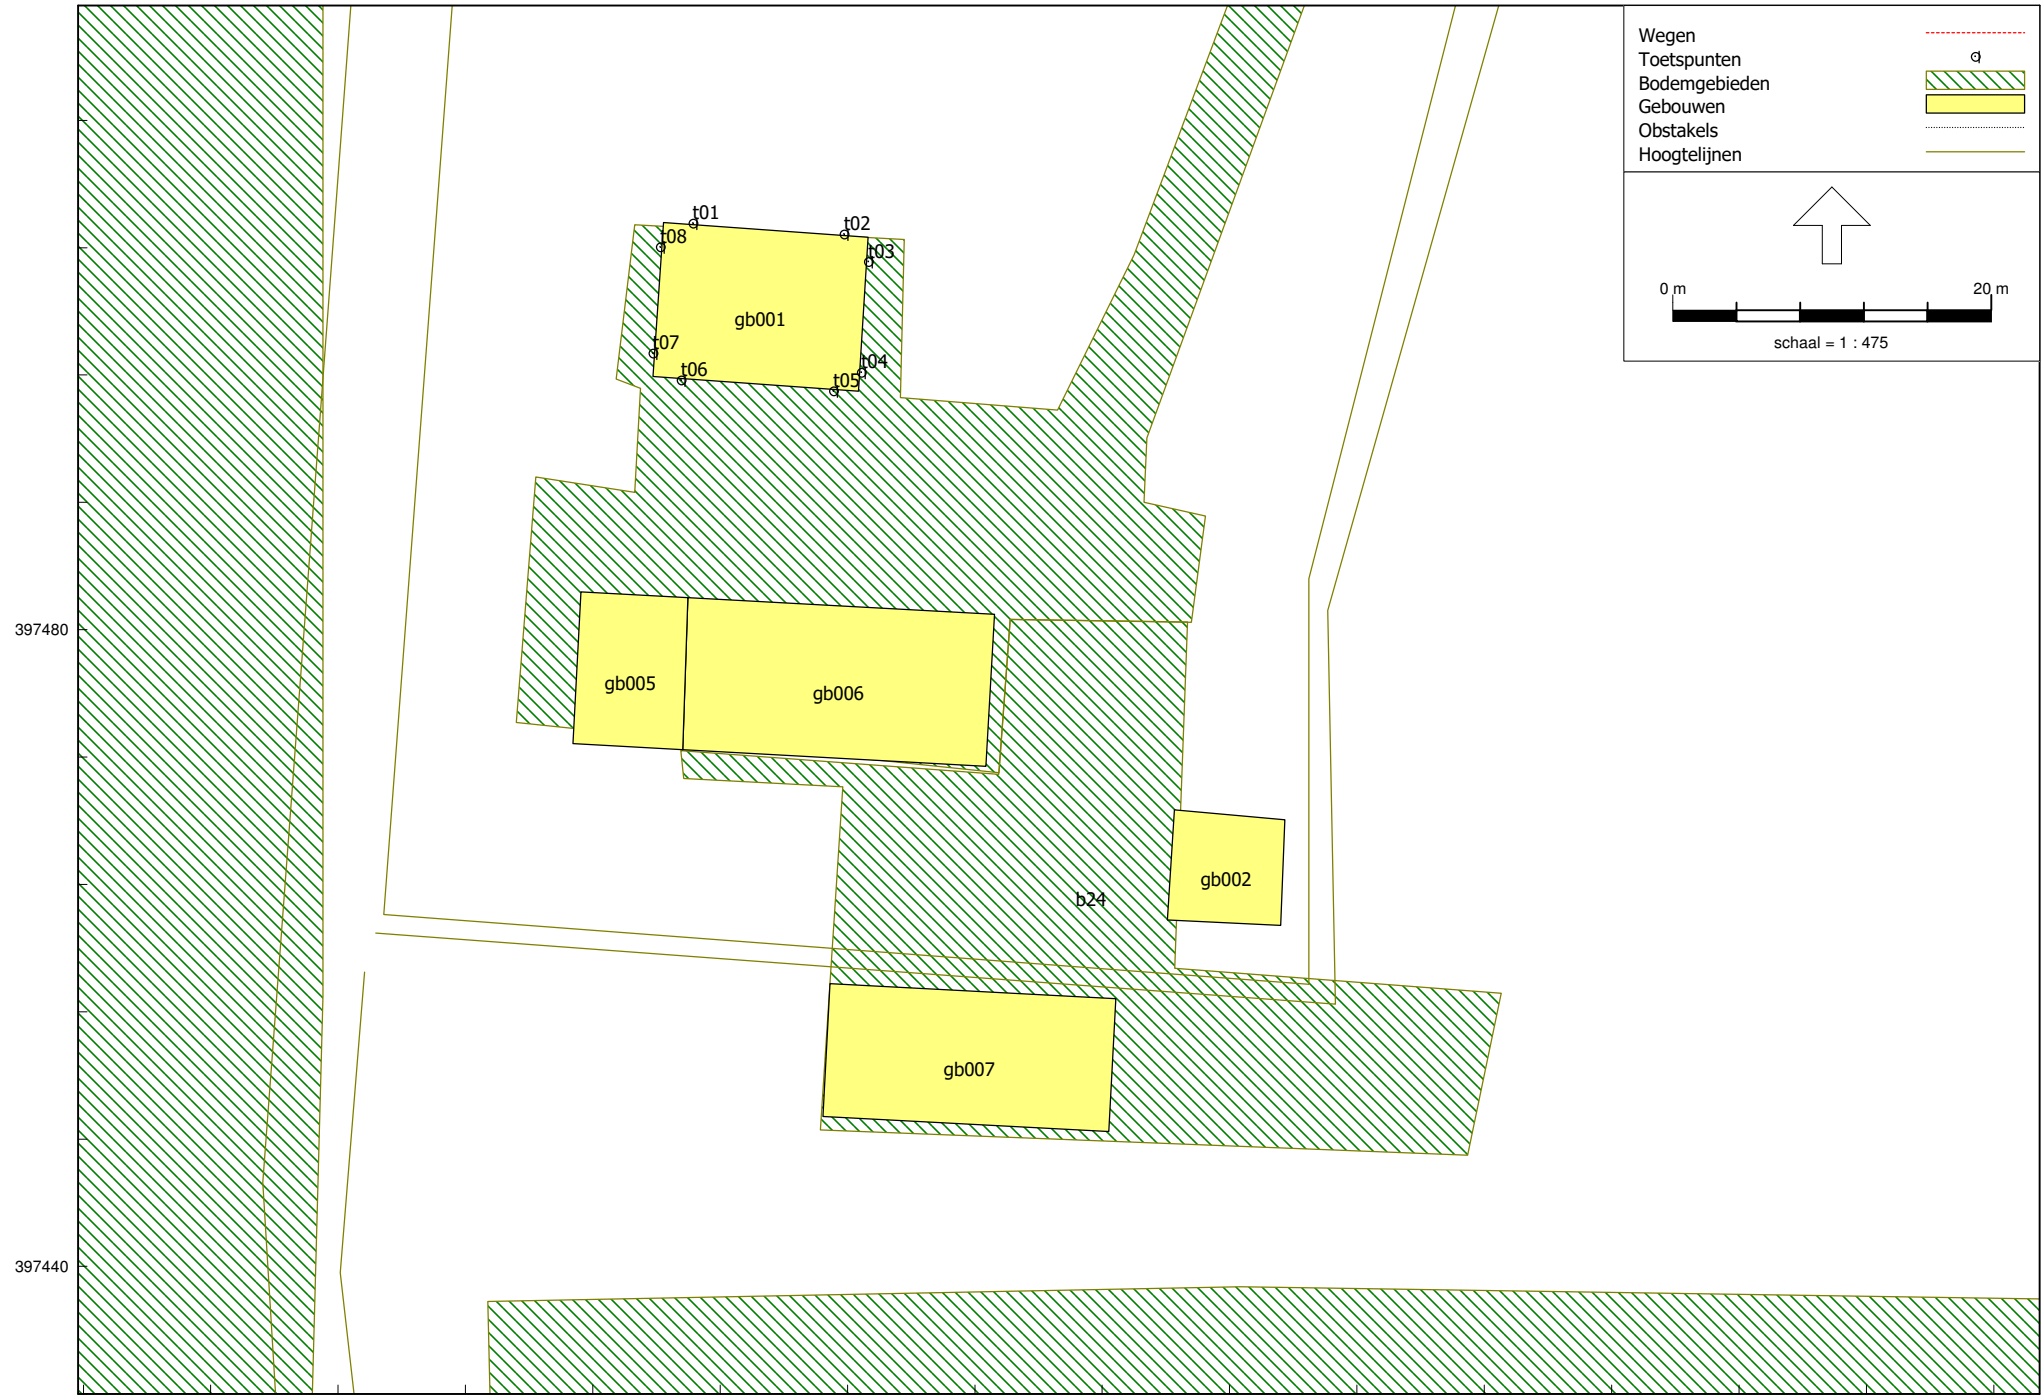 Wegen
Toetspunten
Bodemgebieden
Gebouwen
Obstakels
Hoogtelijnen
0 m 20 m
schaal = 1 : 475
t01
t02
t08
t03
gb001
t07
t04
t06
t05
397480
gb005
gb006
gb002
b24
gb007
397440